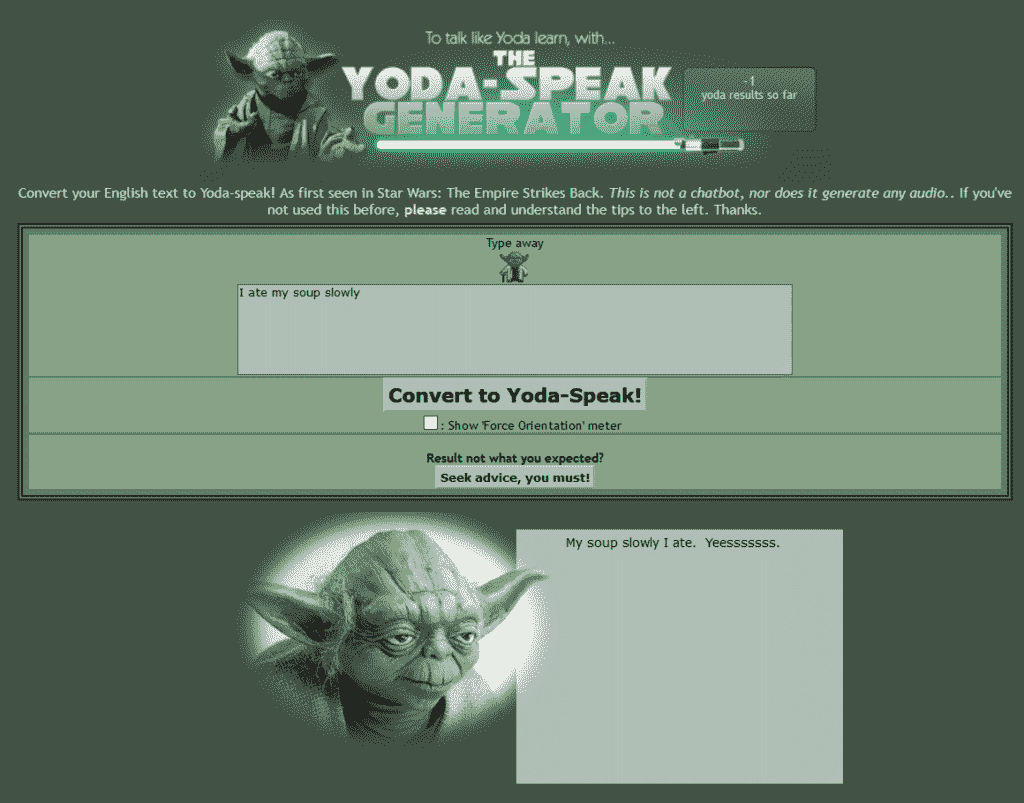 To talk like Yoda learn, with...
THE
YODA-SPEAK
GENERATOR
-1
yoda results so far
Convert your English text to Yoda-speak! As first seen in Star Wars: The Empire Strikes Back. This is not a chatbot, nor does it generate any audio.. If you've
not used this before, please read and understand the tips to the left. Thanks.
Type away
I ate my soup slowly
Convert to Yoda-Speak!
: Show 'Force Orientation' meter
Result not what you expected?
Seek advice, you must!
My soup slowly I ate.  Yeesssssss.